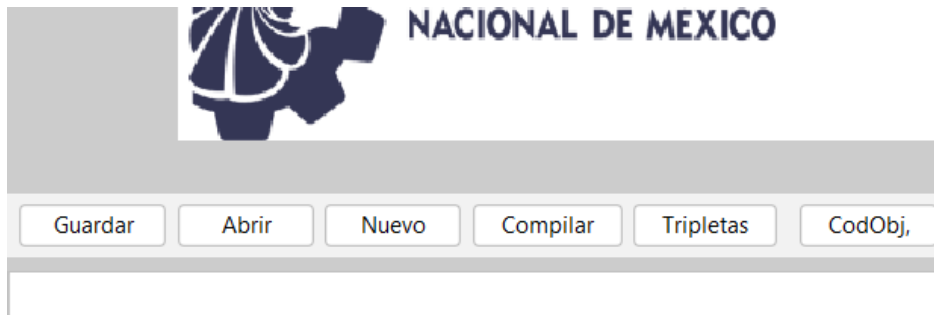 NACIONAL DE MEXICO
Guardar Abrir Nuevo Compilar Tripletas CodObj,